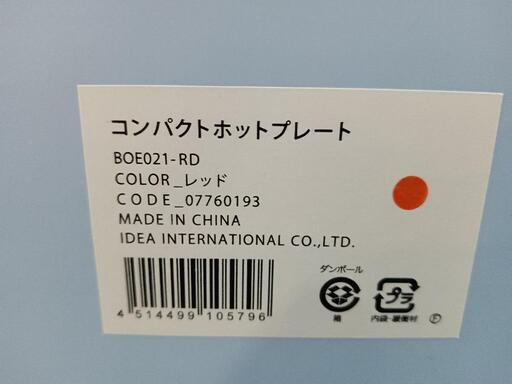 コンパクトホットプレート
BOE021-RD
COLOR_レッド
CODE_07760193
MADE IN CHINA
IDEA INTERNATIONAL CO.,LTD.
4 514499 105796
ダンボール
箱
プラ
内袋・緩衝材
F